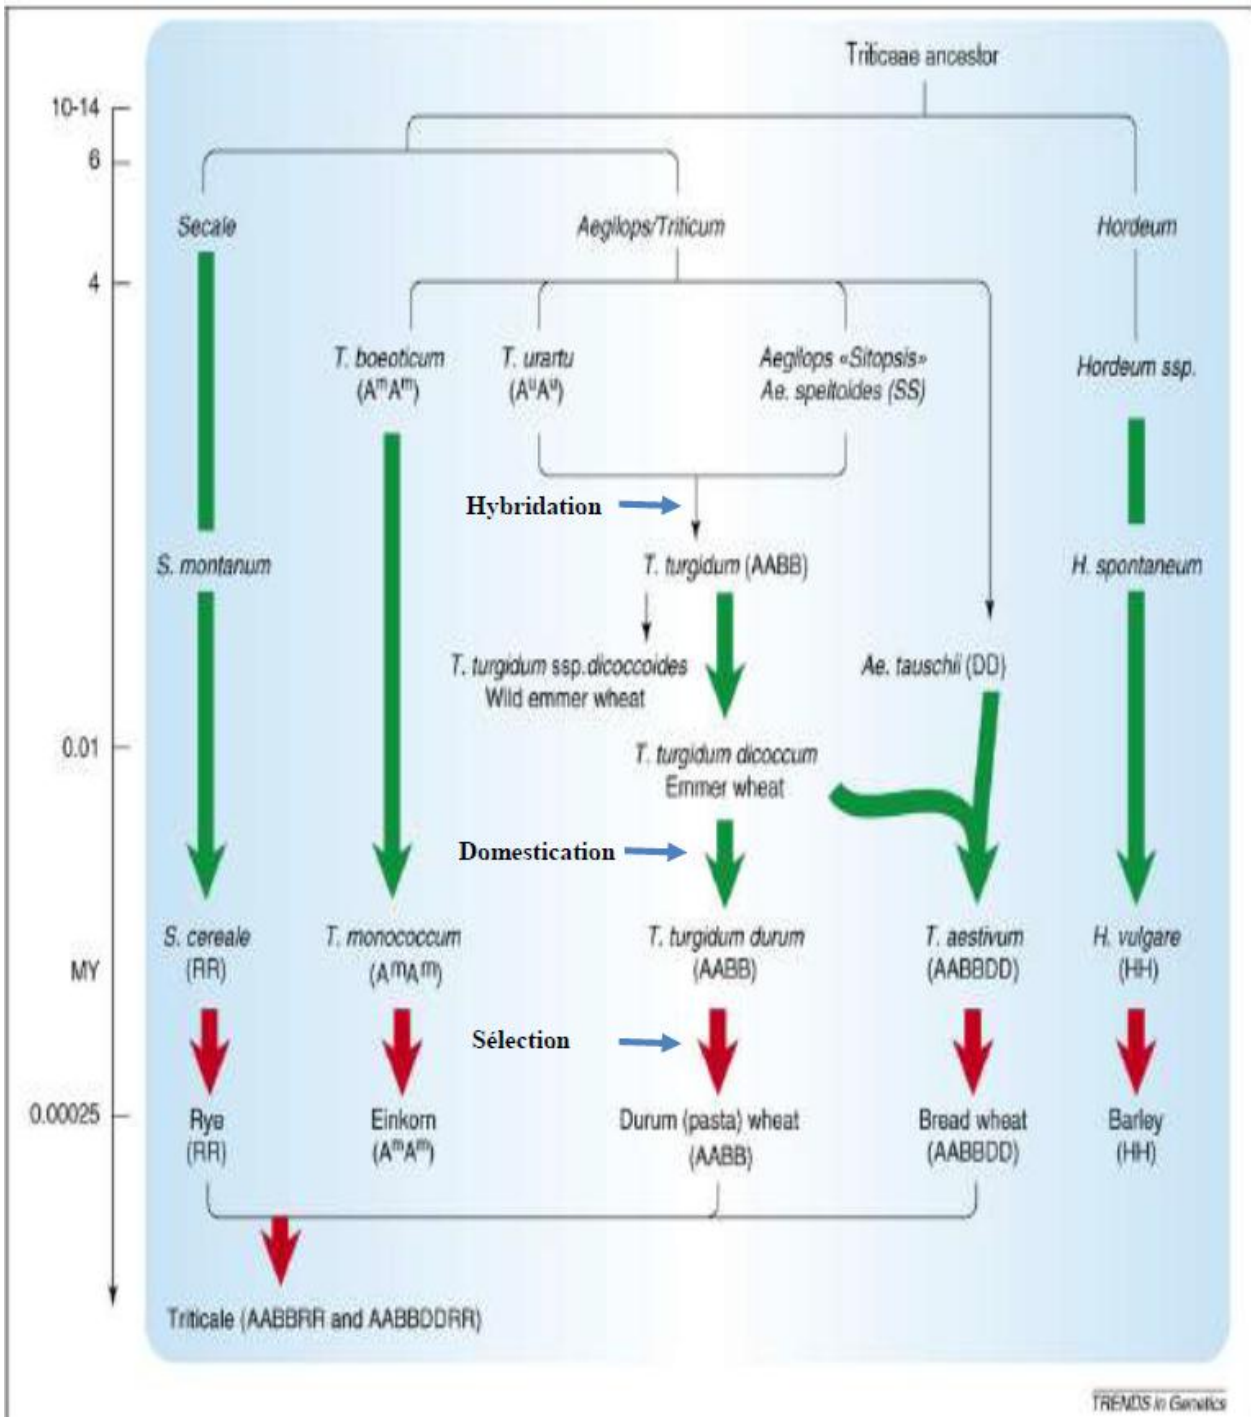 Triticeae ancestor
10-14
6
Secale
Aegilops/Triticum
Hordeum
4
T. boeoticum
(AᵐAᵐ)
T. urartu
(AᵘAᵘ)
Aegilops «Sitopsis»
Ae. speltoides (SS)
Hordeum ssp.
Hybridation
S. montanum
T. turgidum (AABB)
H. spontaneum
T. turgidum ssp.dicoccoides
Wild emmer wheat
Ae. tauschii (DD)
0.01
T. turgidum dicoccum
Emmer wheat
Domestication
S. cereale
(RR)
T. monococcum
(AᵐAᵐ)
T. turgidum durum
(AABB)
T. aestivum
(AABBDD)
H. vulgare
(HH)
MY
Sélection
0.00025
Rye
(RR)
Einkorn
(AᵐAᵐ)
Durum (pasta) wheat
(AABB)
Bread wheat
(AABBDD)
Barley
(HH)
Triticale (AABBRR and AABBDDRR)
TRENDS in Genetics